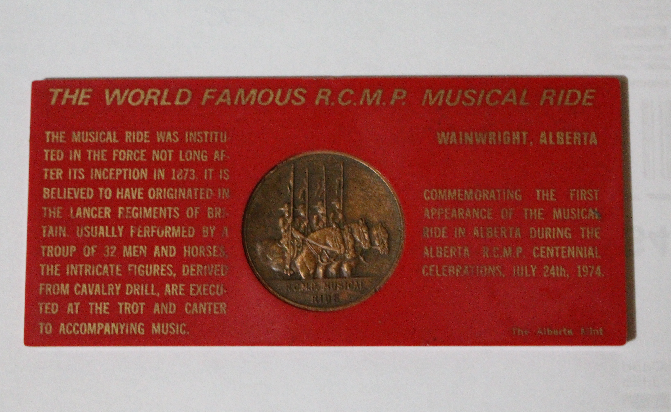 THE WORLD FAMOUS R.C.M.P. MUSICAL RIDE
THE MUSICAL RIDE WAS INSTITU-
TED IN THE FORCE NOT LONG AF-
TER ITS INCEPTION IN 1873. IT IS
BELIEVED TO HAVE ORIGINATED IN
THE LANCER REGIMENTS OF BRI-
TAIN. USUALLY PERFORMED BY A
TROUP OF 32 MEN AND HORSES,
THE INTRICATE FIGURES, DERIVED
FROM CAVALRY DRILL, ARE EXECU-
TED AT THE TROT AND CANTER
TO ACCOMPANYING MUSIC.
R.C.M.P. MUSICAL
RIDE
WAINWRIGHT, ALBERTA
COMMEMORATING THE FIRST
APPEARANCE OF THE MUSICAL
RIDE IN ALBERTA DURING THE
ALBERTA R.C.M.P. CENTENNIAL
CELEBRATIONS, JULY 24th, 1974.
The Alberta Mint